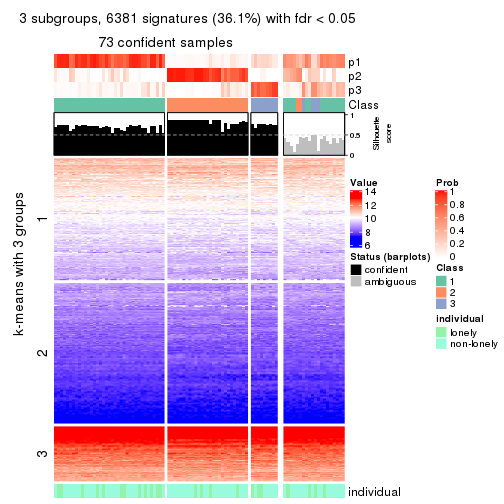 3 subgroups, 6381 signatures (36.1%) with fdr < 0.05
73 confident samples
p1
p2
p3
Class
1
0.5
0
Silhouette
score
k-means with 3 groups
1
2
3
individual
Value
14
12
10
8
6
Status (barplots)
confident
ambiguous
Prob
1
0.8
0.6
0.4
0.2
0
Class
1
2
3
individual
lonely
non-lonely